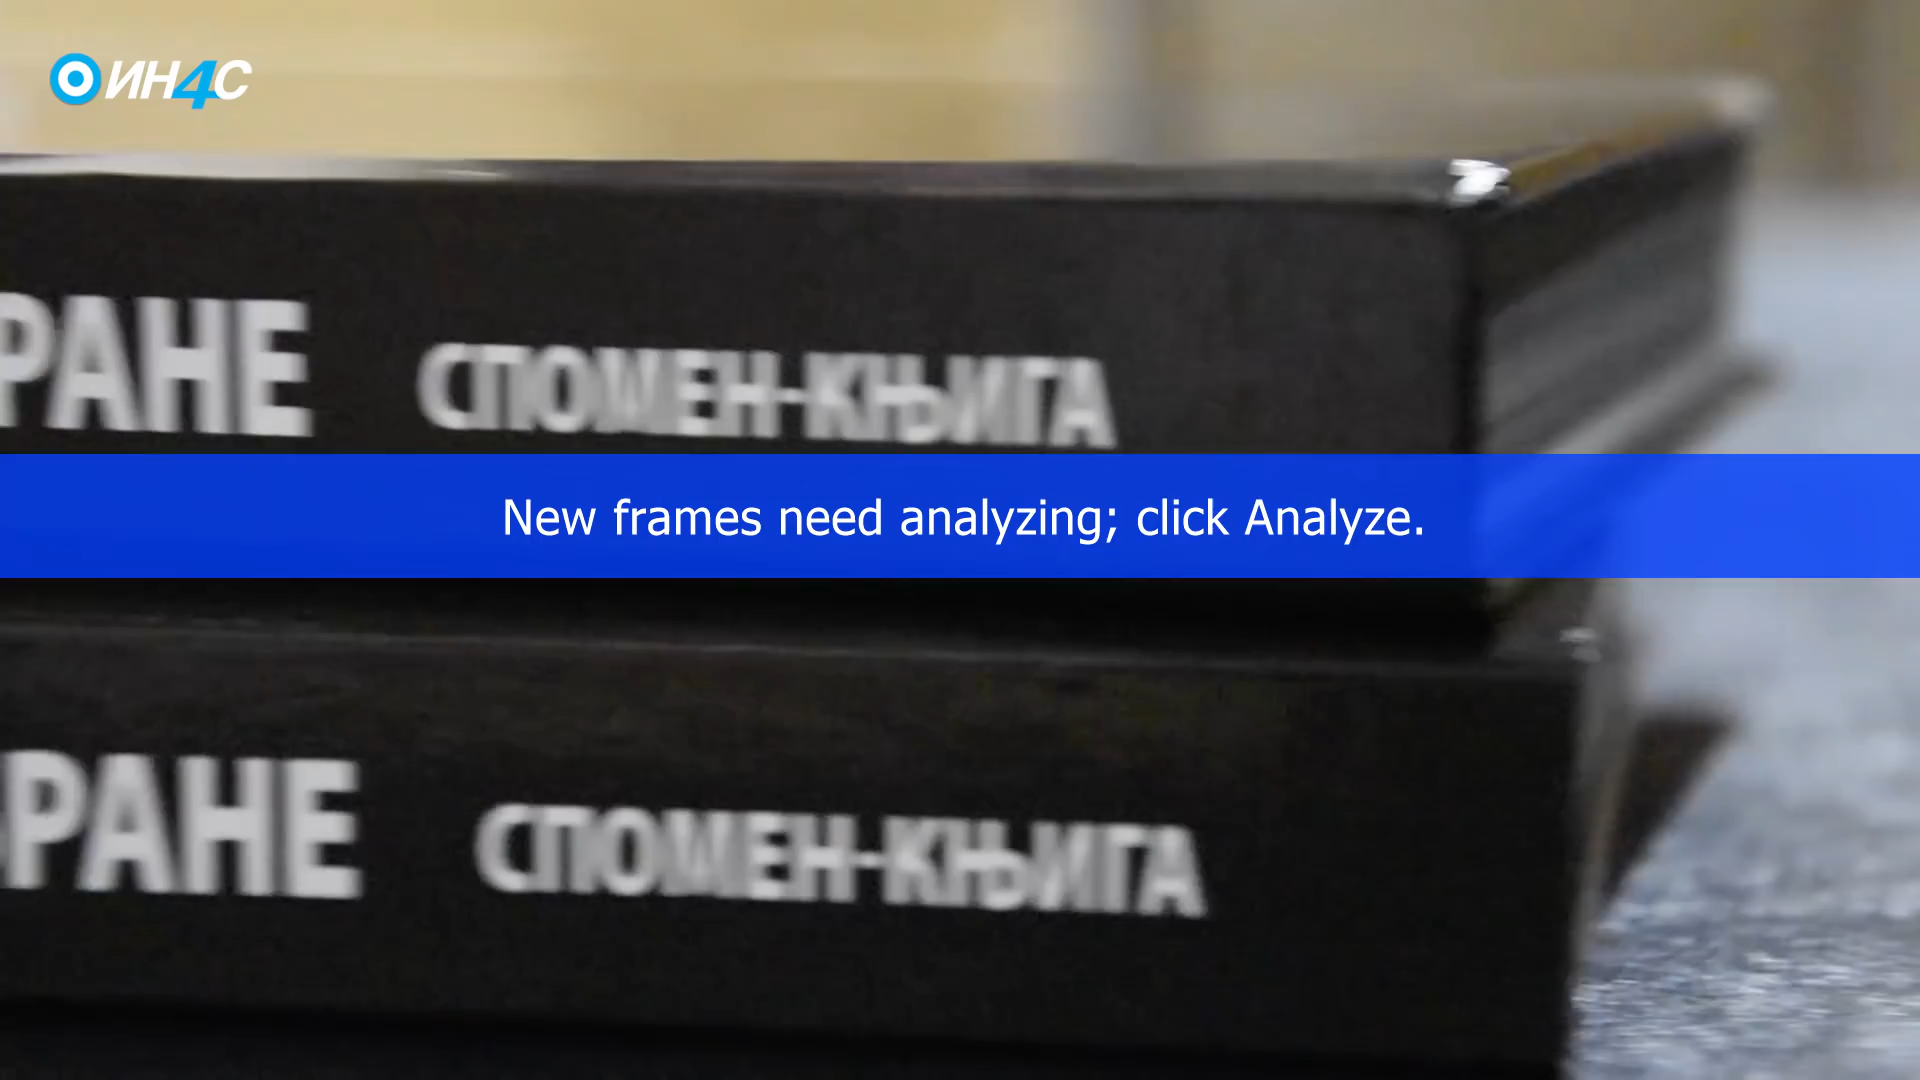 ИН4С
РАНЕ СПОМЕН-КЊИГА
New frames need analyzing; click Analyze.
РАНЕ СПОМЕН-КЊИГА